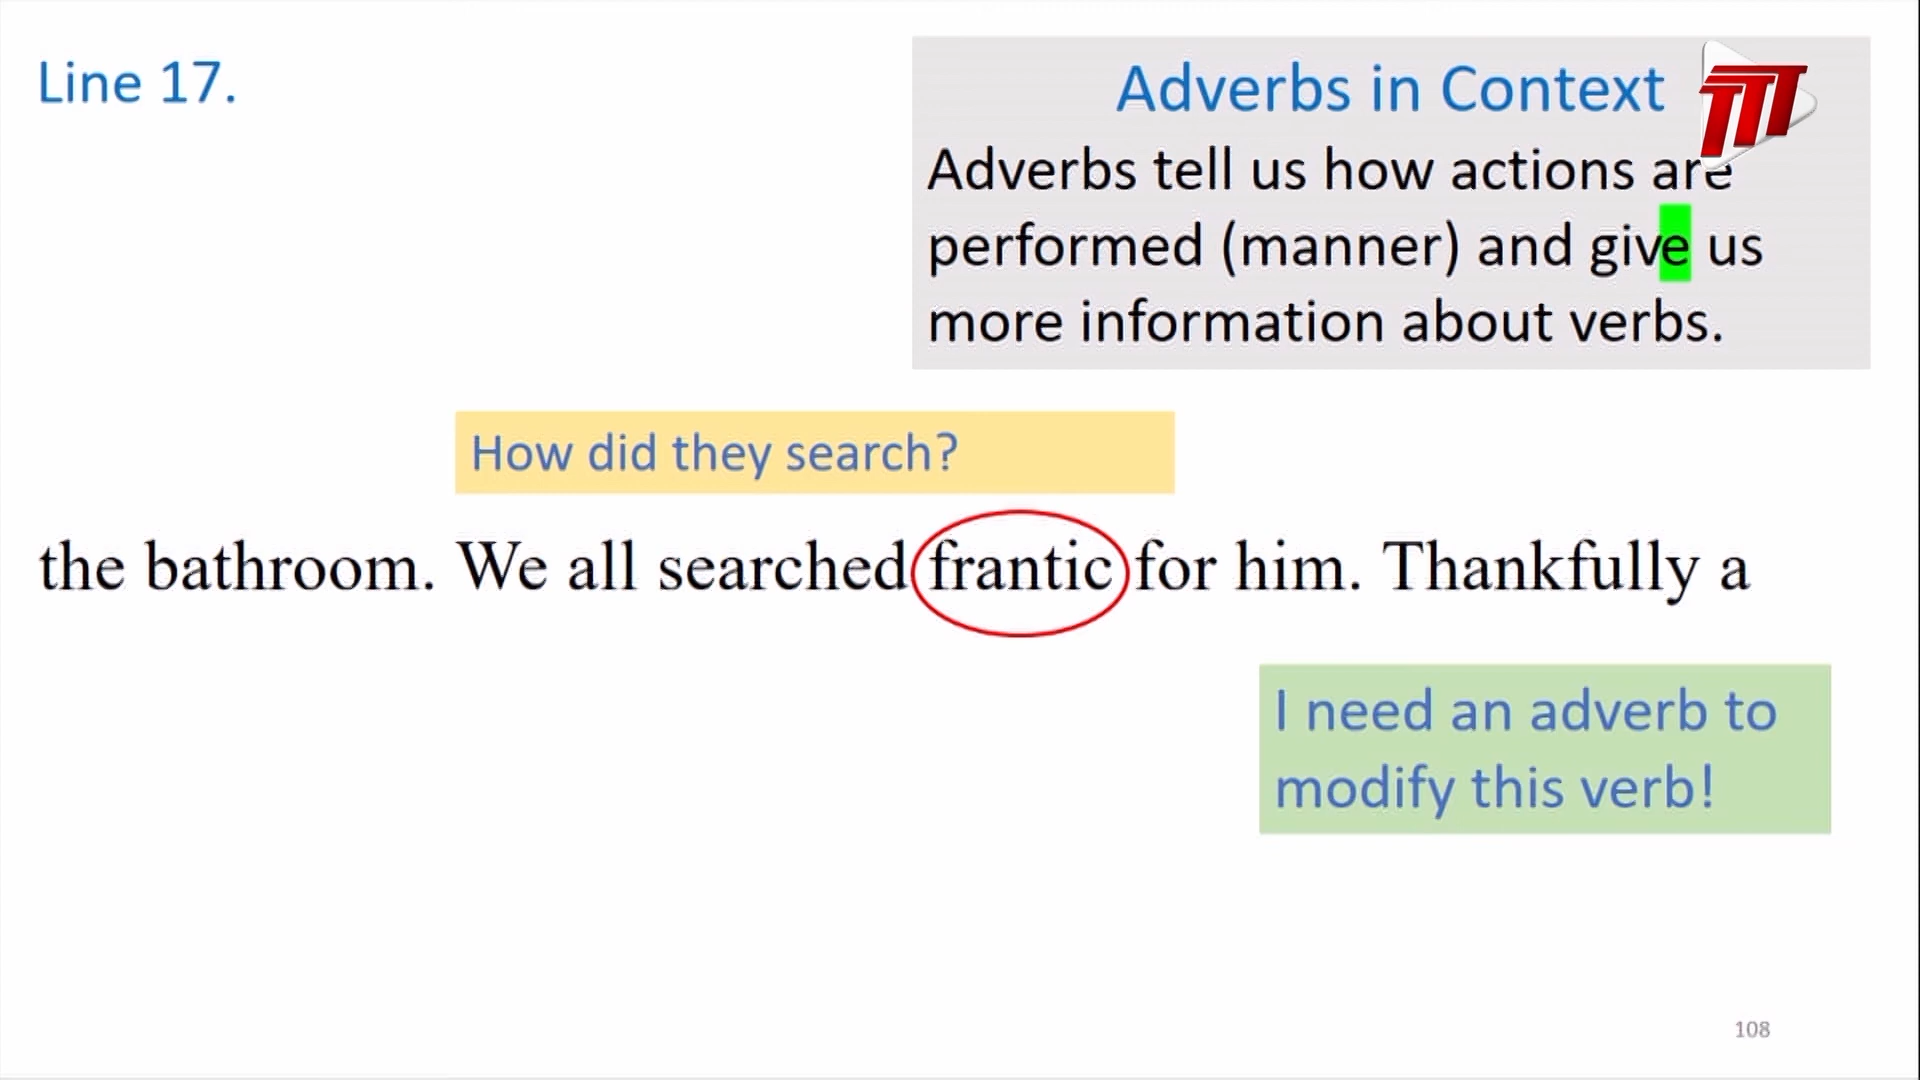 Line 17.
Adverbs in Context
TTT
Adverbs tell us how actions are
performed (manner) and give us
more information about verbs.
How did they search?
the bathroom. We all searched frantic for him. Thankfully a
I need an adverb to
modify this verb!
108